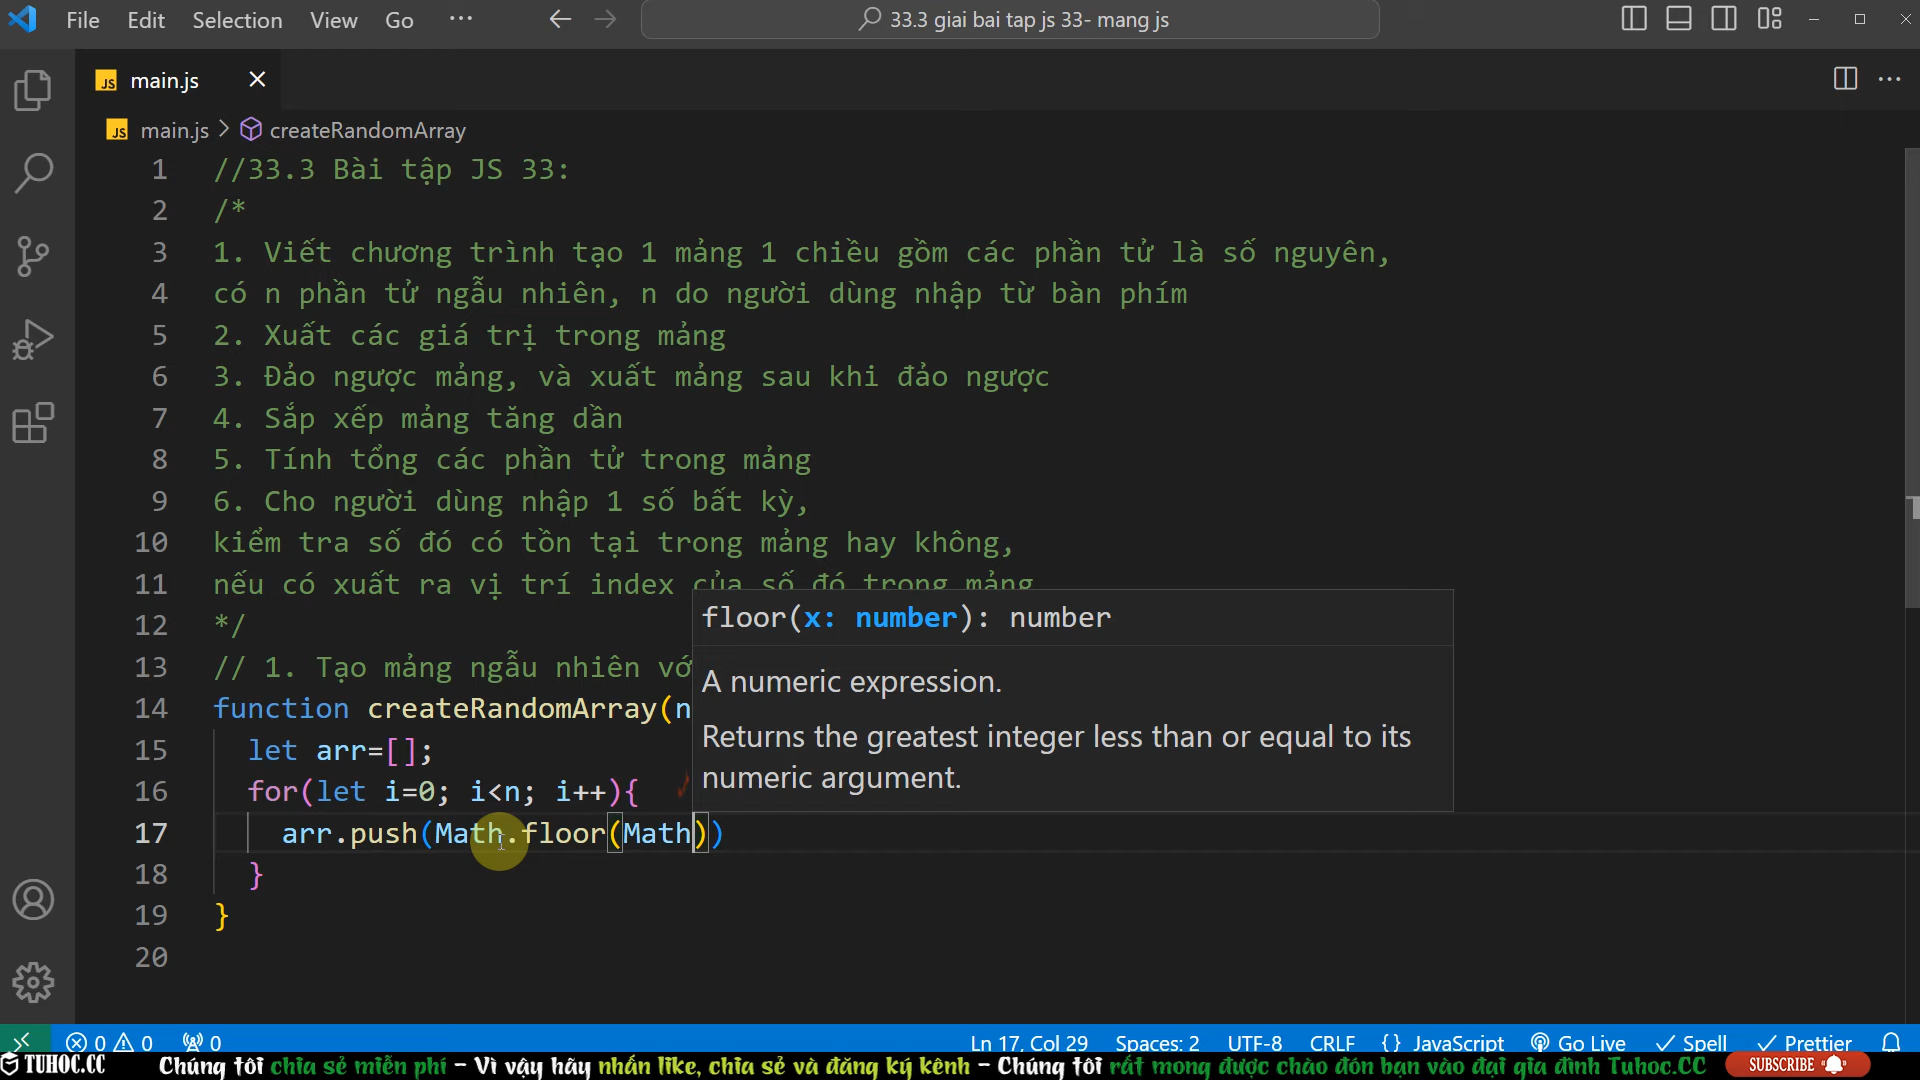 File Edit Selection View Go ··· 33.3 giai bai tap js 33- mang js
JS main.js
JS main.js > createRandomArray
1 //33.3 Bài tập JS 33:
2 /*
3 1. Viết chương trình tạo 1 mảng 1 chiều gồm các phần tử là số nguyên,
4 có n phần tử ngẫu nhiên, n do người dùng nhập từ bàn phím
5 2. Xuất các giá trị trong mảng
6 3. Đảo ngược mảng, và xuất mảng sau khi đảo ngược
7 4. Sắp xếp mảng tăng dần
8 5. Tính tổng các phần tử trong mảng
9 6. Cho người dùng nhập 1 số bất kỳ,
10 kiểm tra số đó có tồn tại trong mảng hay không,
11 nếu có xuất ra vị trí index của số đó trong mảng
12 */
floor(x: number): number
A numeric expression.
Returns the greatest integer less than or equal to its
numeric argument.
13 // 1. Tạo mảng ngẫu nhiên vớ
14 function createRandomArray(n
15 let arr=[];
16 for(let i=0; i<n; i++){
17 arr.push(Math.floor(Math))
18 }
19 }
20
0 0 0 Ln 17, Col 29 Spaces: 2 UTF-8 CRLF {} JavaScript Go Live Spell Prettier
TUHOC.CC Chúng tôi chia sẻ miễn phí - Vì vậy hãy nhấn like, chia sẻ và đăng ký kênh - Chúng tôi rất mong được chào đón bạn vào đại gia đình Tuhoc.CC SUBSCRIBE